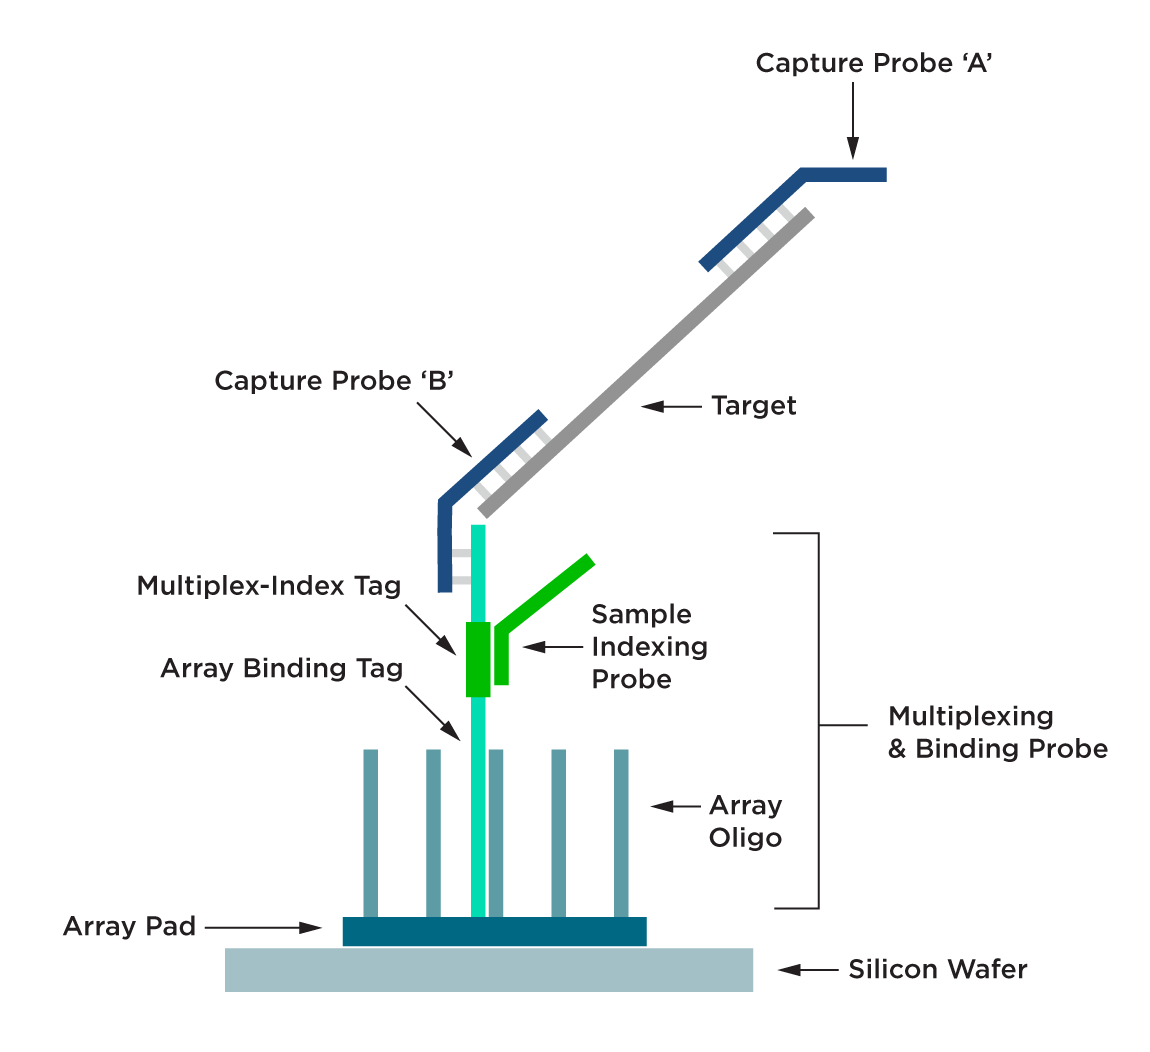 Capture Probe ‘A’
Capture Probe ‘B’
Target
Multiplex-Index Tag
Sample
Indexing
Probe
Array Binding Tag
Multiplexing
& Binding Probe
Array
Oligo
Array Pad
Silicon Wafer